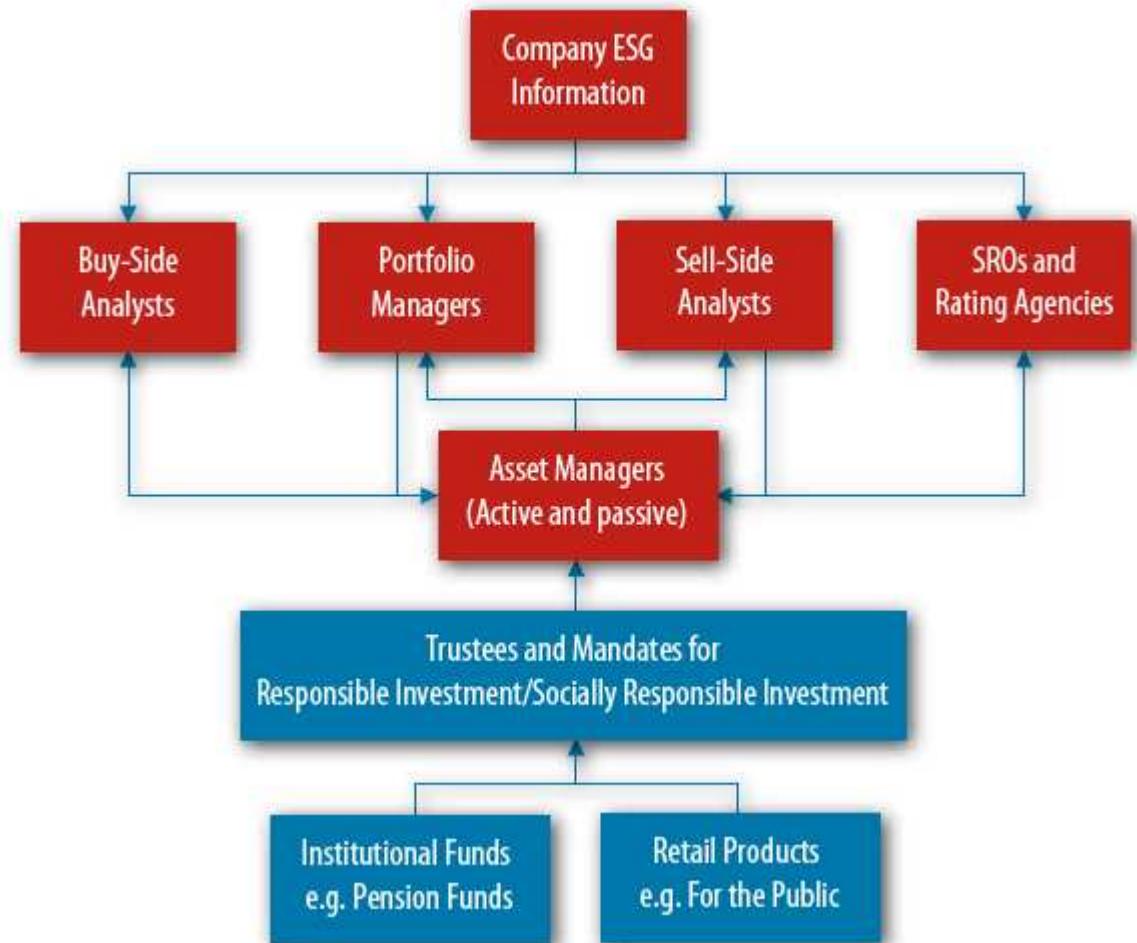 Company ESG
Information
Buy-Side
Analysts
Portfolio
Managers
Sell-Side
Analysts
SROs and
Rating Agencies
Asset Managers
(Active and passive)
Trustees and Mandates for
Responsible Investment/Socially Responsible Investment
Institutional Funds
e.g. Pension Funds
Retail Products
e.g. For the Public